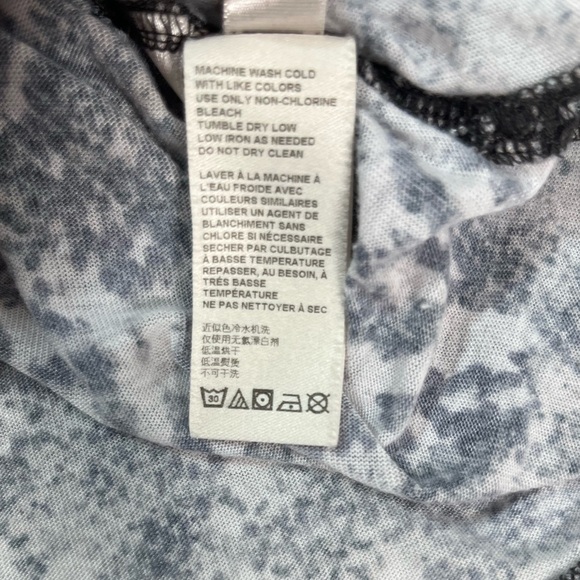 MACHINE WASH COLD
WITH LIKE COLORS
USE ONLY NON-CHLORINE
BLEACH
TUMBLE DRY LOW
LOW IRON AS NEEDED
DO NOT DRY CLEAN
LAVER À LA MACHINE À
L'EAU FROIDE AVEC
COULEURS SIMILAIRES
UTILISER UN AGENT DE
BLANCHIMENT SANS
CHLORE SI NÉCESSAIRE
SECHER PAR CULBUTAGE
À BASSE TEMPERATURE
REPASSER, AU BESOIN, À
TRÈS BASSE
TEMPÉRATURE
NE PAS NETTOYER À SEC
近似色冷水机洗
仅使用无氯漂白剂
低温烘干
低温熨烫
不可干洗
30